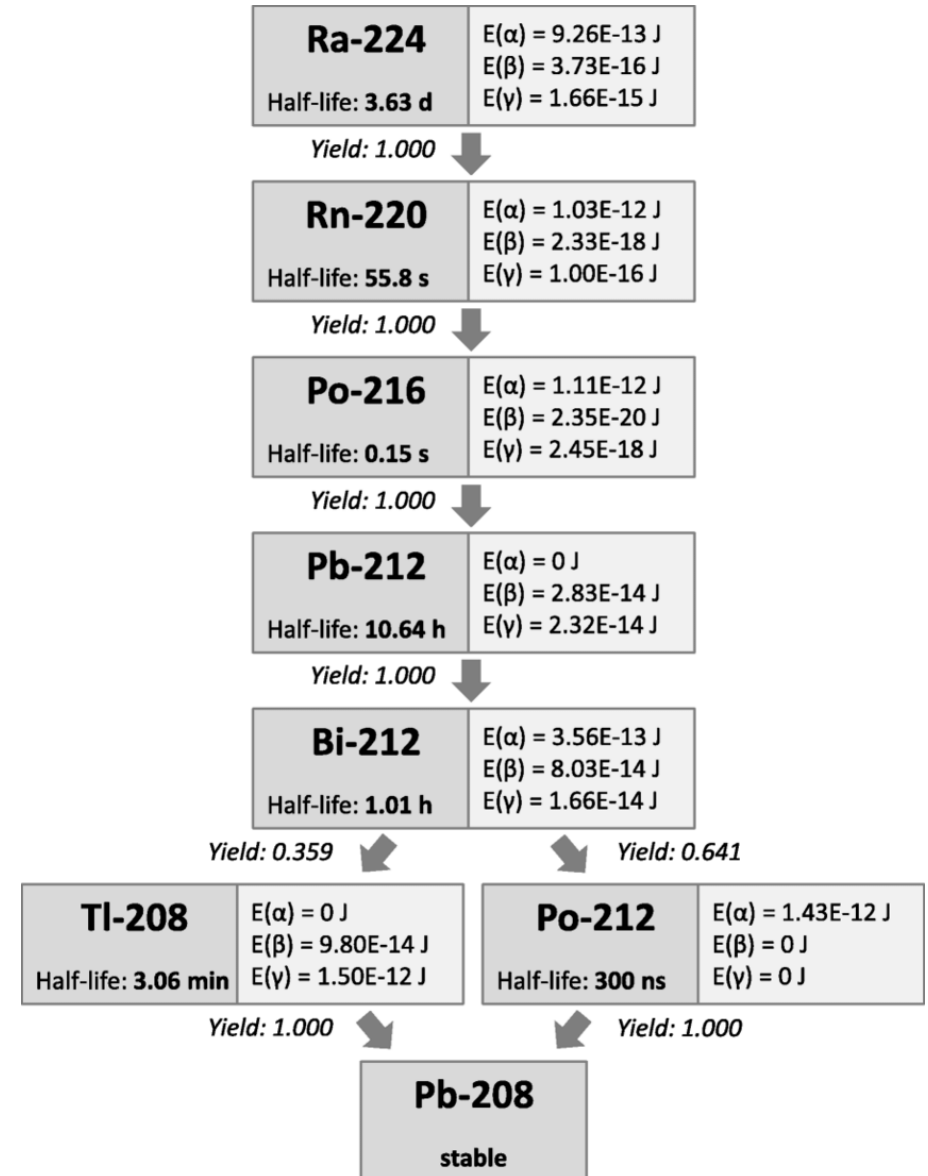 Ra-224
Half-life: 3.63 d
E(α) = 9.26E-13 J
E(β) = 3.73E-16 J
E(γ) = 1.66E-15 J
Yield: 1.000
Rn-220
Half-life: 55.8 s
E(α) = 1.03E-12 J
E(β) = 2.33E-18 J
E(γ) = 1.00E-16 J
Yield: 1.000
Po-216
Half-life: 0.15 s
E(α) = 1.11E-12 J
E(β) = 2.35E-20 J
E(γ) = 2.45E-18 J
Yield: 1.000
Pb-212
Half-life: 10.64 h
E(α) = 0 J
E(β) = 2.83E-14 J
E(γ) = 2.32E-14 J
Yield: 1.000
Bi-212
Half-life: 1.01 h
E(α) = 3.56E-13 J
E(β) = 8.03E-14 J
E(γ) = 1.66E-14 J
Yield: 0.359
Yield: 0.641
Tl-208
Half-life: 3.06 min
E(α) = 0 J
E(β) = 9.80E-14 J
E(γ) = 1.50E-12 J
Po-212
Half-life: 300 ns
E(α) = 1.43E-12 J
E(β) = 0 J
E(γ) = 0 J
Yield: 1.000
Yield: 1.000
Pb-208
stable